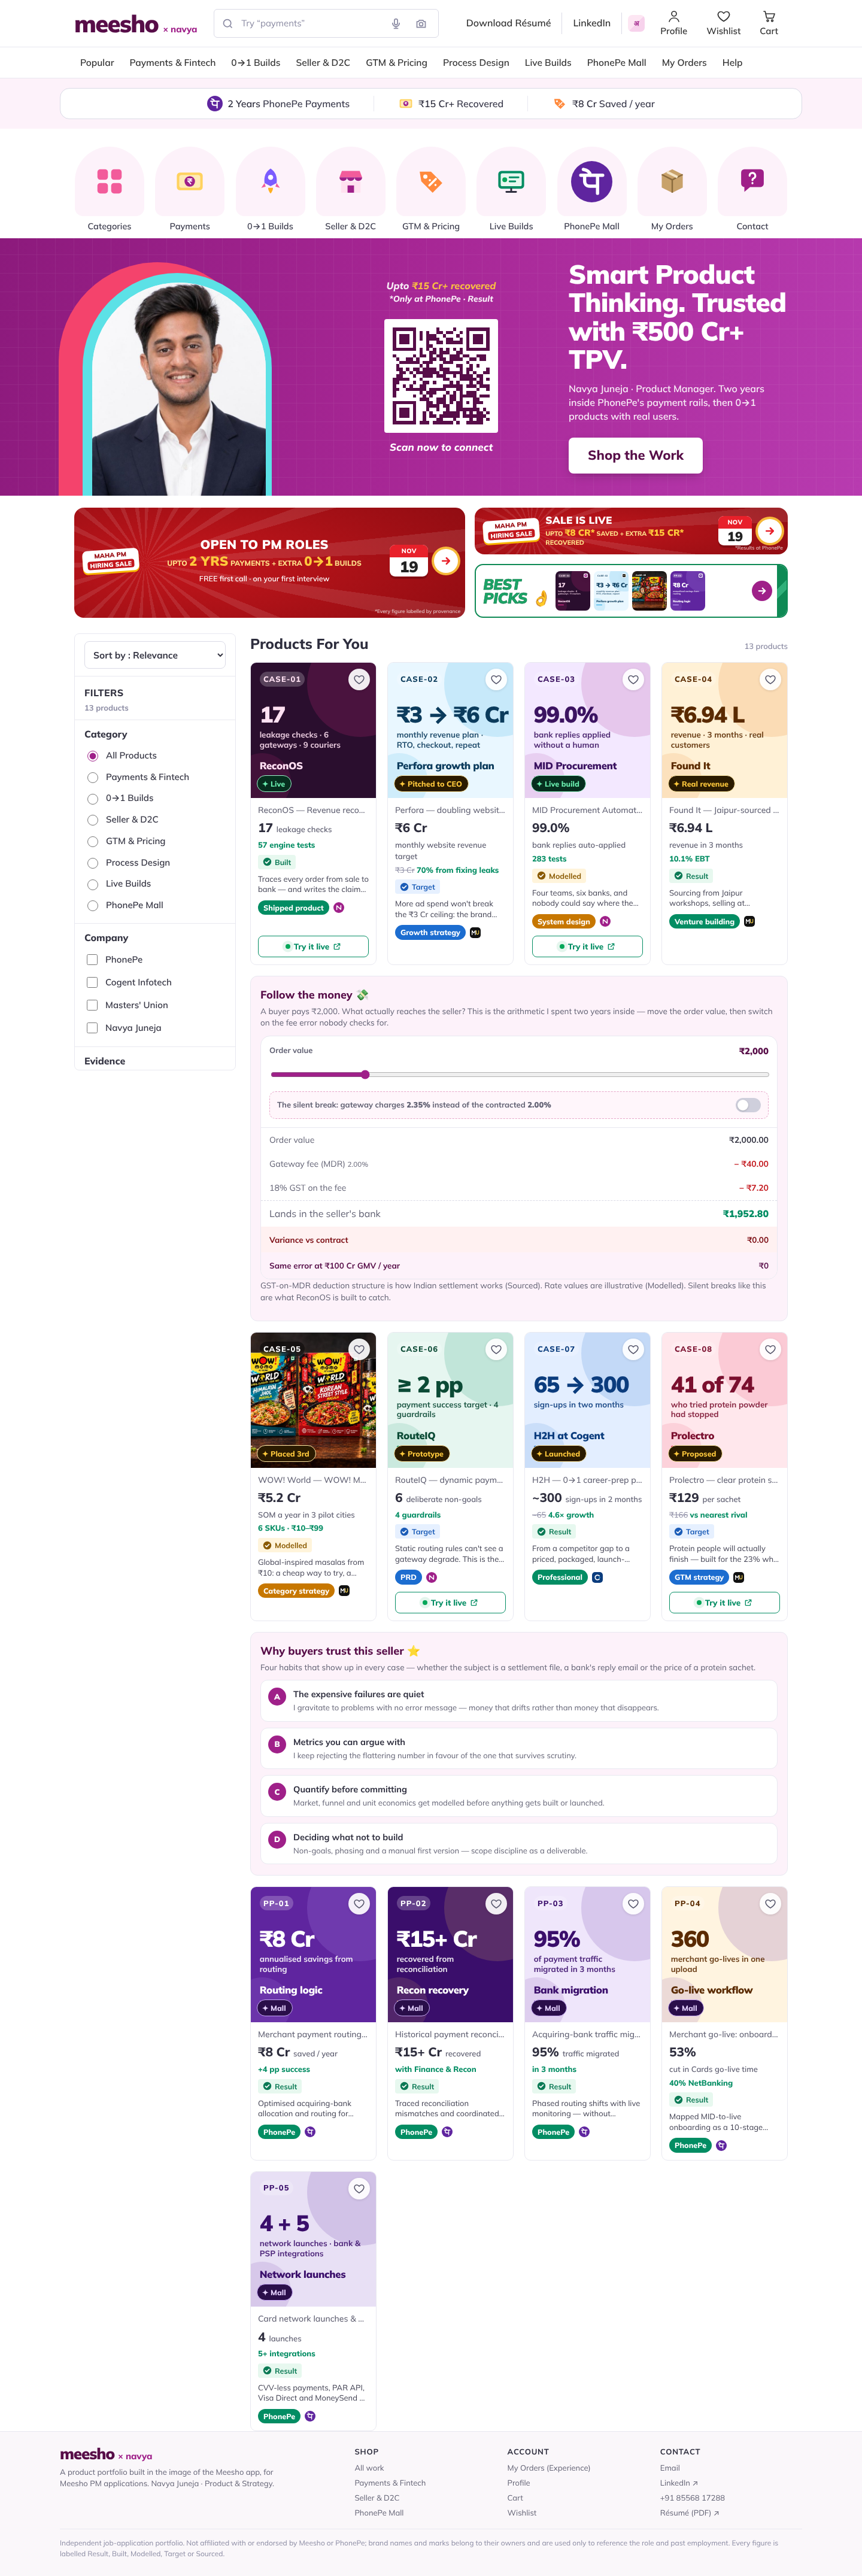 meesho × navya
Try "payments"
Download Résumé
LinkedIn
अ
Profile
Wishlist
Cart
Popular
Payments & Fintech
0→1 Builds
Seller & D2C
GTM & Pricing
Process Design
Live Builds
PhonePe Mall
My Orders
Help
2 Years PhonePe Payments
₹15 Cr+ Recovered
₹8 Cr Saved / year
Categories
Payments
0→1 Builds
Seller & D2C
GTM & Pricing
Live Builds
PhonePe Mall
My Orders
Contact
Upto ₹15 Cr+ recovered
*Only at PhonePe · Result
Scan now to connect
Smart Product
Thinking. Trusted
with ₹500 Cr+
TPV.
Navya Juneja · Product Manager. Two years
inside PhonePe's payment rails, then 0→1
products with real users.
Shop the Work
MAHA PM
HIRING SALE
OPEN TO PM ROLES
UPTO 2 YRS PAYMENTS + EXTRA 0→1 BUILDS
FREE first call · on your first interview
NOV
19
*Every figure labelled by provenance
MAHA PM
HIRING SALE
SALE IS LIVE
UPTO ₹8 CR* SAVED + EXTRA ₹15 CR*
RECOVERED
NOV
19
*Results at PhonePe
BEST
PICKS
17
₹3 → ₹6 Cr
₹8 Cr
Sort by : Relevance
FILTERS
13 products
Category
All Products
Payments & Fintech
0→1 Builds
Seller & D2C
GTM & Pricing
Process Design
Live Builds
PhonePe Mall
Company
PhonePe
Cogent Infotech
Masters' Union
Navya Juneja
Evidence
Products For You
13 products
CASE-01
17
leakage checks · 6
gateways · 9 couriers
ReconOS
✦ Live
ReconOS — Revenue reco...
17 leakage checks
57 engine tests
Built
Traces every order from sale to
bank — and writes the claim...
Shipped product
Try it live
CASE-02
₹3 → ₹6 Cr
monthly revenue plan ·
RTO, checkout, repeat
Perfora growth plan
✦ Pitched to CEO
Perfora — doubling websit...
₹6 Cr
monthly website revenue
target
₹3 Cr 70% from fixing leaks
Target
More ad spend won't break
the ₹3 Cr ceiling: the brand...
Growth strategy
CASE-03
99.0%
bank replies applied
without a human
MID Procurement
✦ Live build
MID Procurement Automat...
99.0%
bank replies auto-applied
283 tests
Modelled
Four teams, six banks, and
nobody could say where the...
System design
Try it live
CASE-04
₹6.94 L
revenue · 3 months · real
customers
Found It
✦ Real revenue
Found It — Jaipur-sourced ...
₹6.94 L
revenue in 3 months
10.1% EBT
Result
Sourcing from Jaipur
workshops, selling at...
Venture building
Follow the money 💸
A buyer pays ₹2,000. What actually reaches the seller? This is the arithmetic I spent two years inside — move the order value, then switch
on the fee error nobody checks for.
Order value
₹2,000
The silent break: gateway charges 2.35% instead of the contracted 2.00%
Order value
₹2,000.00
Gateway fee (MDR) 2.00%
− ₹40.00
18% GST on the fee
− ₹7.20
Lands in the seller's bank
₹1,952.80
Variance vs contract
₹0.00
Same error at ₹100 Cr GMV / year
₹0
GST-on-MDR deduction structure is how Indian settlement works (Sourced). Rate values are illustrative (Modelled). Silent breaks like this
are what ReconOS is built to catch.
CASE-05
WOW!
WORLD
HIMALAYAN
WOW!
WORLD
KOREAN
STREET STYLE
✦ Placed 3rd
WOW! World — WOW! M...
₹5.2 Cr
SOM a year in 3 pilot cities
6 SKUs · ₹10–₹99
Modelled
Global-inspired masalas from
₹10: a cheap way to try, a...
Category strategy
CASE-06
≥ 2 pp
payment success target · 4
guardrails
RouteIQ
✦ Prototype
RouteIQ — dynamic paym...
6 deliberate non-goals
4 guardrails
Target
Static routing rules can't see a
gateway degrade. This is the...
PRD
Try it live
CASE-07
65 → 300
sign-ups in two months
H2H at Cogent
✦ Launched
H2H — 0→1 career-prep p...
~300 sign-ups in 2 months
~65 4.6× growth
Result
From a competitor gap to a
priced, packaged, launch-...
Professional
CASE-08
41 of 74
who tried protein powder
had stopped
Prolectro
✦ Proposed
Prolectro — clear protein s...
₹129 per sachet
₹166 vs nearest rival
Target
Protein people will actually
finish — built for the 23% wh...
GTM strategy
Try it live
Why buyers trust this seller ⭐
Four habits that show up in every case — whether the subject is a settlement file, a bank's reply email or the price of a protein sachet.
A
The expensive failures are quiet
I gravitate to problems with no error message — money that drifts rather than money that disappears.
B
Metrics you can argue with
I keep rejecting the flattering number in favour of the one that survives scrutiny.
C
Quantify before committing
Market, funnel and unit economics get modelled before anything gets built or launched.
D
Deciding what not to build
Non-goals, phasing and a manual first version — scope discipline as a deliverable.
PP-01
₹8 Cr
annualised savings from
routing
Routing logic
✦ Mall
Merchant payment routing...
₹8 Cr saved / year
+4 pp success
Result
Optimised acquiring-bank
allocation and routing for...
PhonePe
PP-02
₹15+ Cr
recovered from
reconciliation
Recon recovery
✦ Mall
Historical payment reconci...
₹15+ Cr recovered
with Finance & Recon
Result
Traced reconciliation
mismatches and coordinated...
PhonePe
PP-03
95%
of payment traffic
migrated in 3 months
Bank migration
✦ Mall
Acquiring-bank traffic mig...
95% traffic migrated
in 3 months
Result
Phased routing shifts with live
monitoring — without...
PhonePe
PP-04
360
merchant go-lives in one
upload
Go-live workflow
✦ Mall
Merchant go-live: onboard...
53%
cut in Cards go-live time
40% NetBanking
Result
Mapped MID-to-live
onboarding as a 10-stage...
PhonePe
PP-05
4 + 5
network launches · bank &
PSP integrations
Network launches
✦ Mall
Card network launches & ...
4 launches
5+ integrations
Result
CVV-less payments, PAR API,
Visa Direct and MoneySend ...
PhonePe
meesho × navya
A product portfolio built in the image of the Meesho app, for
Meesho PM applications. Navya Juneja · Product & Strategy.
SHOP
All work
Payments & Fintech
Seller & D2C
PhonePe Mall
ACCOUNT
My Orders (Experience)
Profile
Cart
Wishlist
CONTACT
Email
LinkedIn ↗
+91 85568 17288
Résumé (PDF) ↗
Independent job-application portfolio. Not affiliated with or endorsed by Meesho or PhonePe; brand names and marks belong to their owners and are used only to reference the role and past employment. Every figure is
labelled Result, Built, Modelled, Target or Sourced.